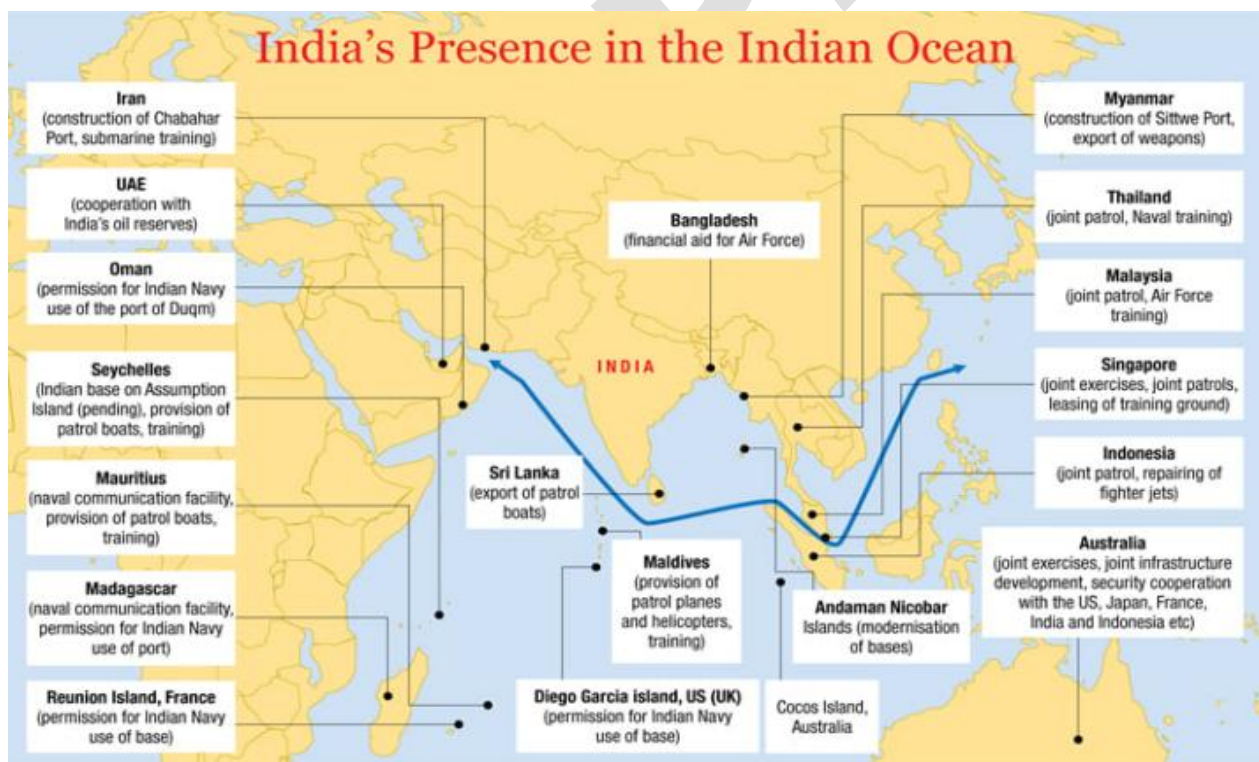 India's Presence in the Indian Ocean
Iran
(construction of Chabahar
Port, submarine training)
UAE
(cooperation with
India's oil reserves)
Oman
(permission for Indian Navy
use of the port of Duqm)
Seychelles
(Indian base on Assumption
Island (pending), provision of
patrol boats, training)
Mauritius
(naval communication facility,
provision of patrol boats,
training)
Madagascar
(naval communication facility,
permission for Indian Navy
use of port)
Reunion Island, France
(permission for Indian Navy
use of base)
Bangladesh
(financial aid for Air Force)
INDIA
Sri Lanka
(export of patrol
boats)
Maldives
(provision of
patrol planes
and helicopters,
training)
Diego Garcia island, US (UK)
(permission for Indian Navy
use of base)
Cocos Island,
Australia
Andaman Nicobar
Islands (modernisation
of bases)
Myanmar
(construction of Sittwe Port,
export of weapons)
Thailand
(joint patrol, Naval training)
Malaysia
(joint patrol, Air Force
training)
Singapore
(joint exercises, joint patrols,
leasing of training ground)
Indonesia
(joint patrol, repairing of
fighter jets)
Australia
(joint exercises, joint infrastructure
development, security cooperation
with the US, Japan, France,
India and Indonesia etc)